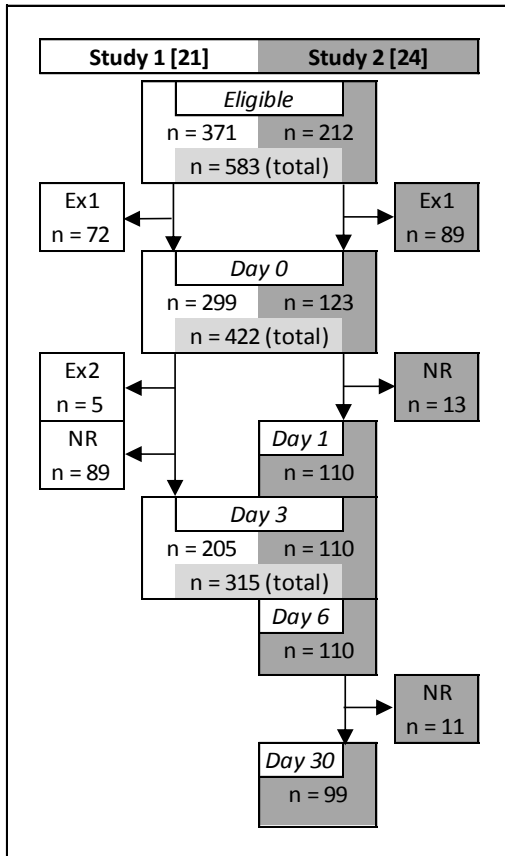 Study 1 [21] Study 2 [24]
Eligible
n = 371 n = 212
n = 583 (total)
Ex1
n = 72
Ex1
n = 89
Day 0
n = 299 n = 123
n = 422 (total)
Ex2
n = 5
NR
n = 13
NR
n = 89
Day 1
n = 110
Day 3
n = 205 n = 110
n = 315 (total)
Day 6
n = 110
NR
n = 11
Day 30
n = 99